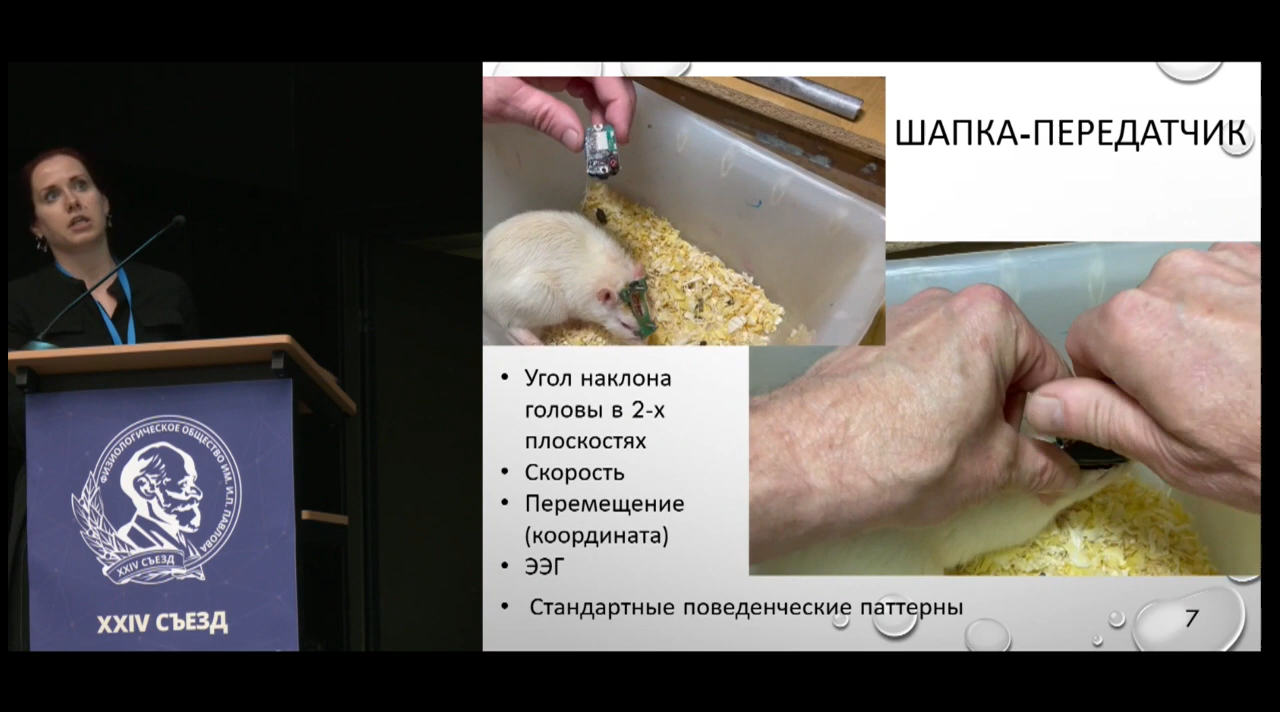 ШАПКА-ПЕРЕДАТЧИК
• Угол наклона
головы в 2-х
плоскостях
• Скорость
• Перемещение
(координата)
• ЭЭГ
• Стандартные поведенческие паттерны
7
ФИЗИОЛОГИЧЕСКОЕ ОБЩЕСТВО ИМ. И.П. ПАВЛОВА
XXIV СЪЕЗД
XXIV СЪЕЗД